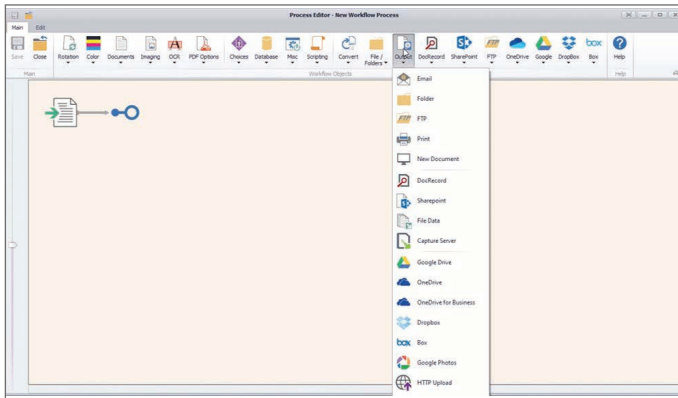 Process Editor - New Workflow Process
Main Edit
Save Close Rotation Color Documents Imaging OCR PDF Options Choices Database Misc Scripting Convert File / Folders Output DocRecord SharePoint FTP OneDrive Google DropBox Box Help
Main Workflow Objects Help
Email
Folder
FTP
Print
New Document
DocRecord
Sharepoint
File Data
Capture Server
Google Drive
OneDrive
OneDrive for Business
Dropbox
box Box
Google Photos
HTTP Upload